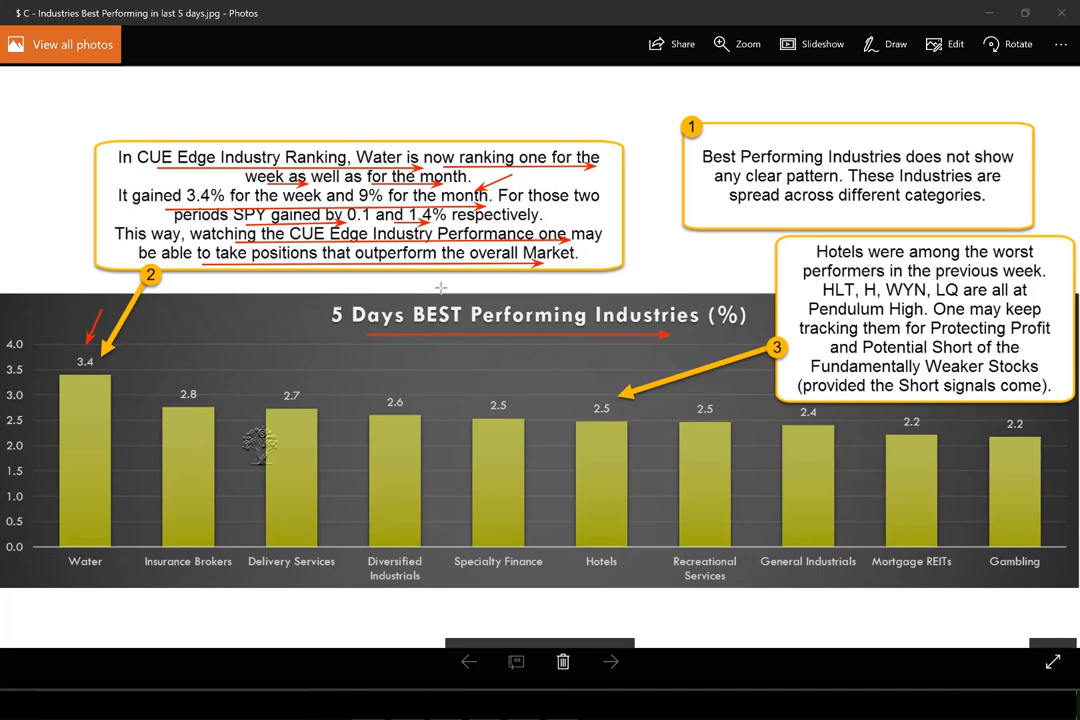 $ C - Industries Best Performing in last 5 days.jpg - Photos
View all photos
Share
Zoom
Slideshow
Draw
Edit
Rotate
In CUE Edge Industry Ranking, Water is now ranking one for the
week as well as for the month.
It gained 3.4% for the week and 9% for the month. For those two
periods SPY gained by 0.1 and 1.4% respectively.
This way, watching the CUE Edge Industry Performance one may
be able to take positions that outperform the overall Market.
2
1
Best Performing Industries does not show
any clear pattern. These Industries are
spread across different categories.
Hotels were among the worst
performers in the previous week.
HLT, H, WYN, LQ are all at
Pendulum High. One may keep
tracking them for Protecting Profit
and Potential Short of the
Fundamentally Weaker Stocks
(provided the Short signals come).
3
5 Days BEST Performing Industries (%)
4.0
3.5
3.0
2.5
2.0
1.5
1.0
0.5
0.0
3.4
2.8
2.7
2.6
2.5
2.5
2.5
2.4
2.2
2.2
Water
Insurance Brokers
Delivery Services
Diversified
Industrials
Specialty Finance
Hotels
Recreational
Services
General Industrials
Mortgage REITs
Gambling